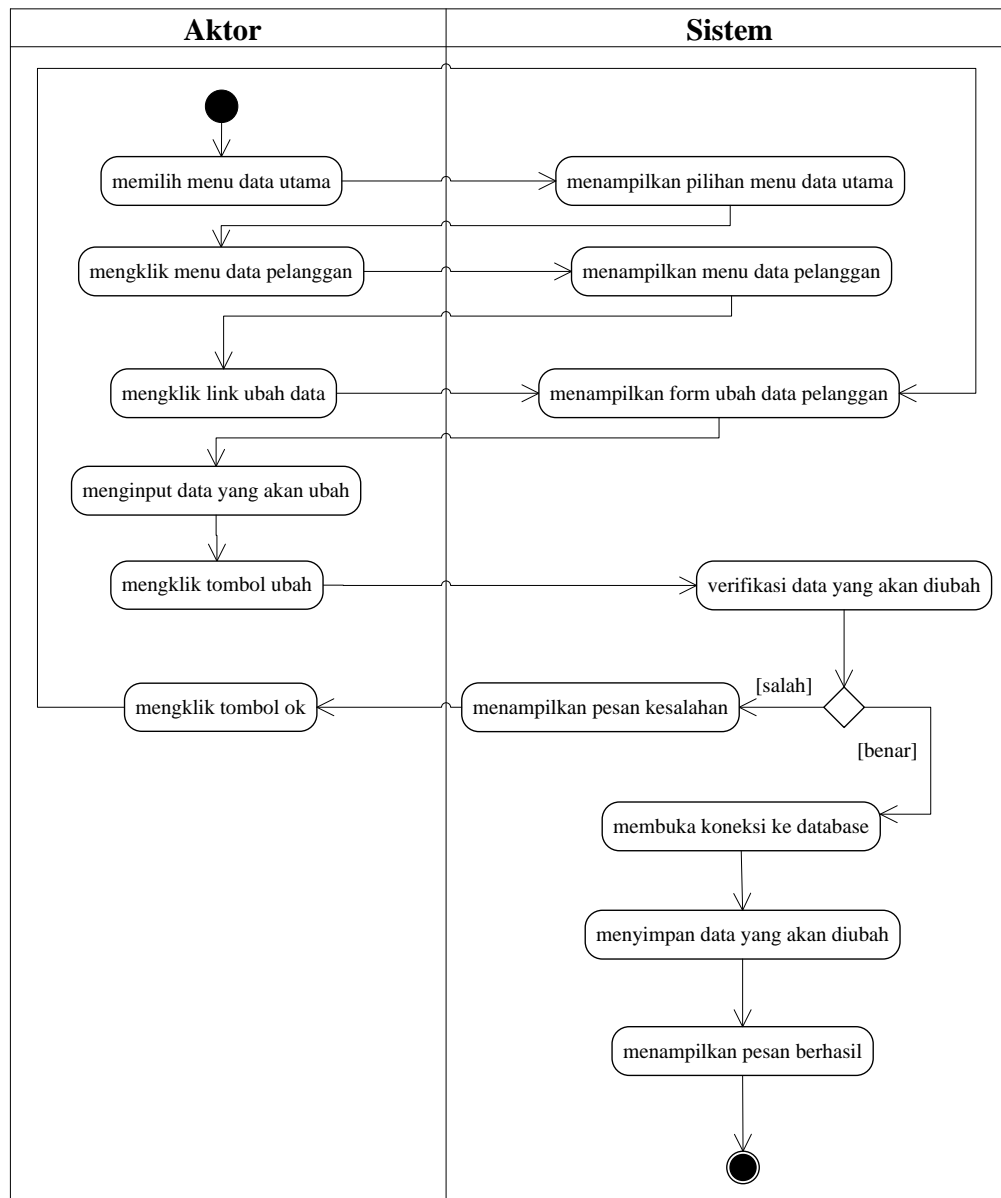 Aktor
Sistem
memilih menu data utama
menampilkan pilihan menu data utama
mengklik menu data pelanggan
menampilkan menu data pelanggan
mengklik link ubah data
menampilkan form ubah data pelanggan
menginput data yang akan ubah
mengklik tombol ubah
verifikasi data yang akan diubah
[salah]
mengklik tombol ok
menampilkan pesan kesalahan
[benar]
membuka koneksi ke database
menyimpan data yang akan diubah
menampilkan pesan berhasil